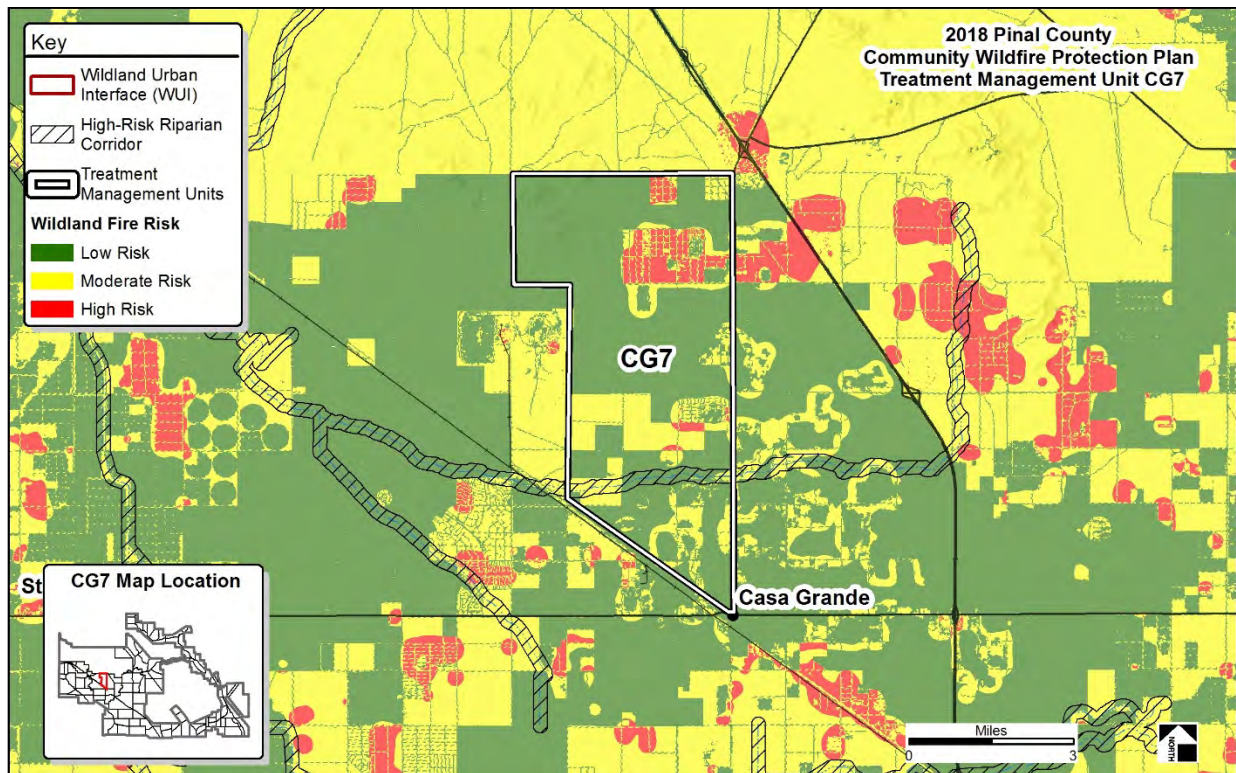 2018 Pinal County
Community Wildfire Protection Plan
Treatment Management Unit CG7
Key
Wildland Urban
Interface (WUI)
High-Risk Riparian
Corridor
Treatment
Management Units
Wildland Fire Risk
Low Risk
Moderate Risk
High Risk
CG7
Casa Grande
St
CG7 Map Location
Miles
0 3
NORTH